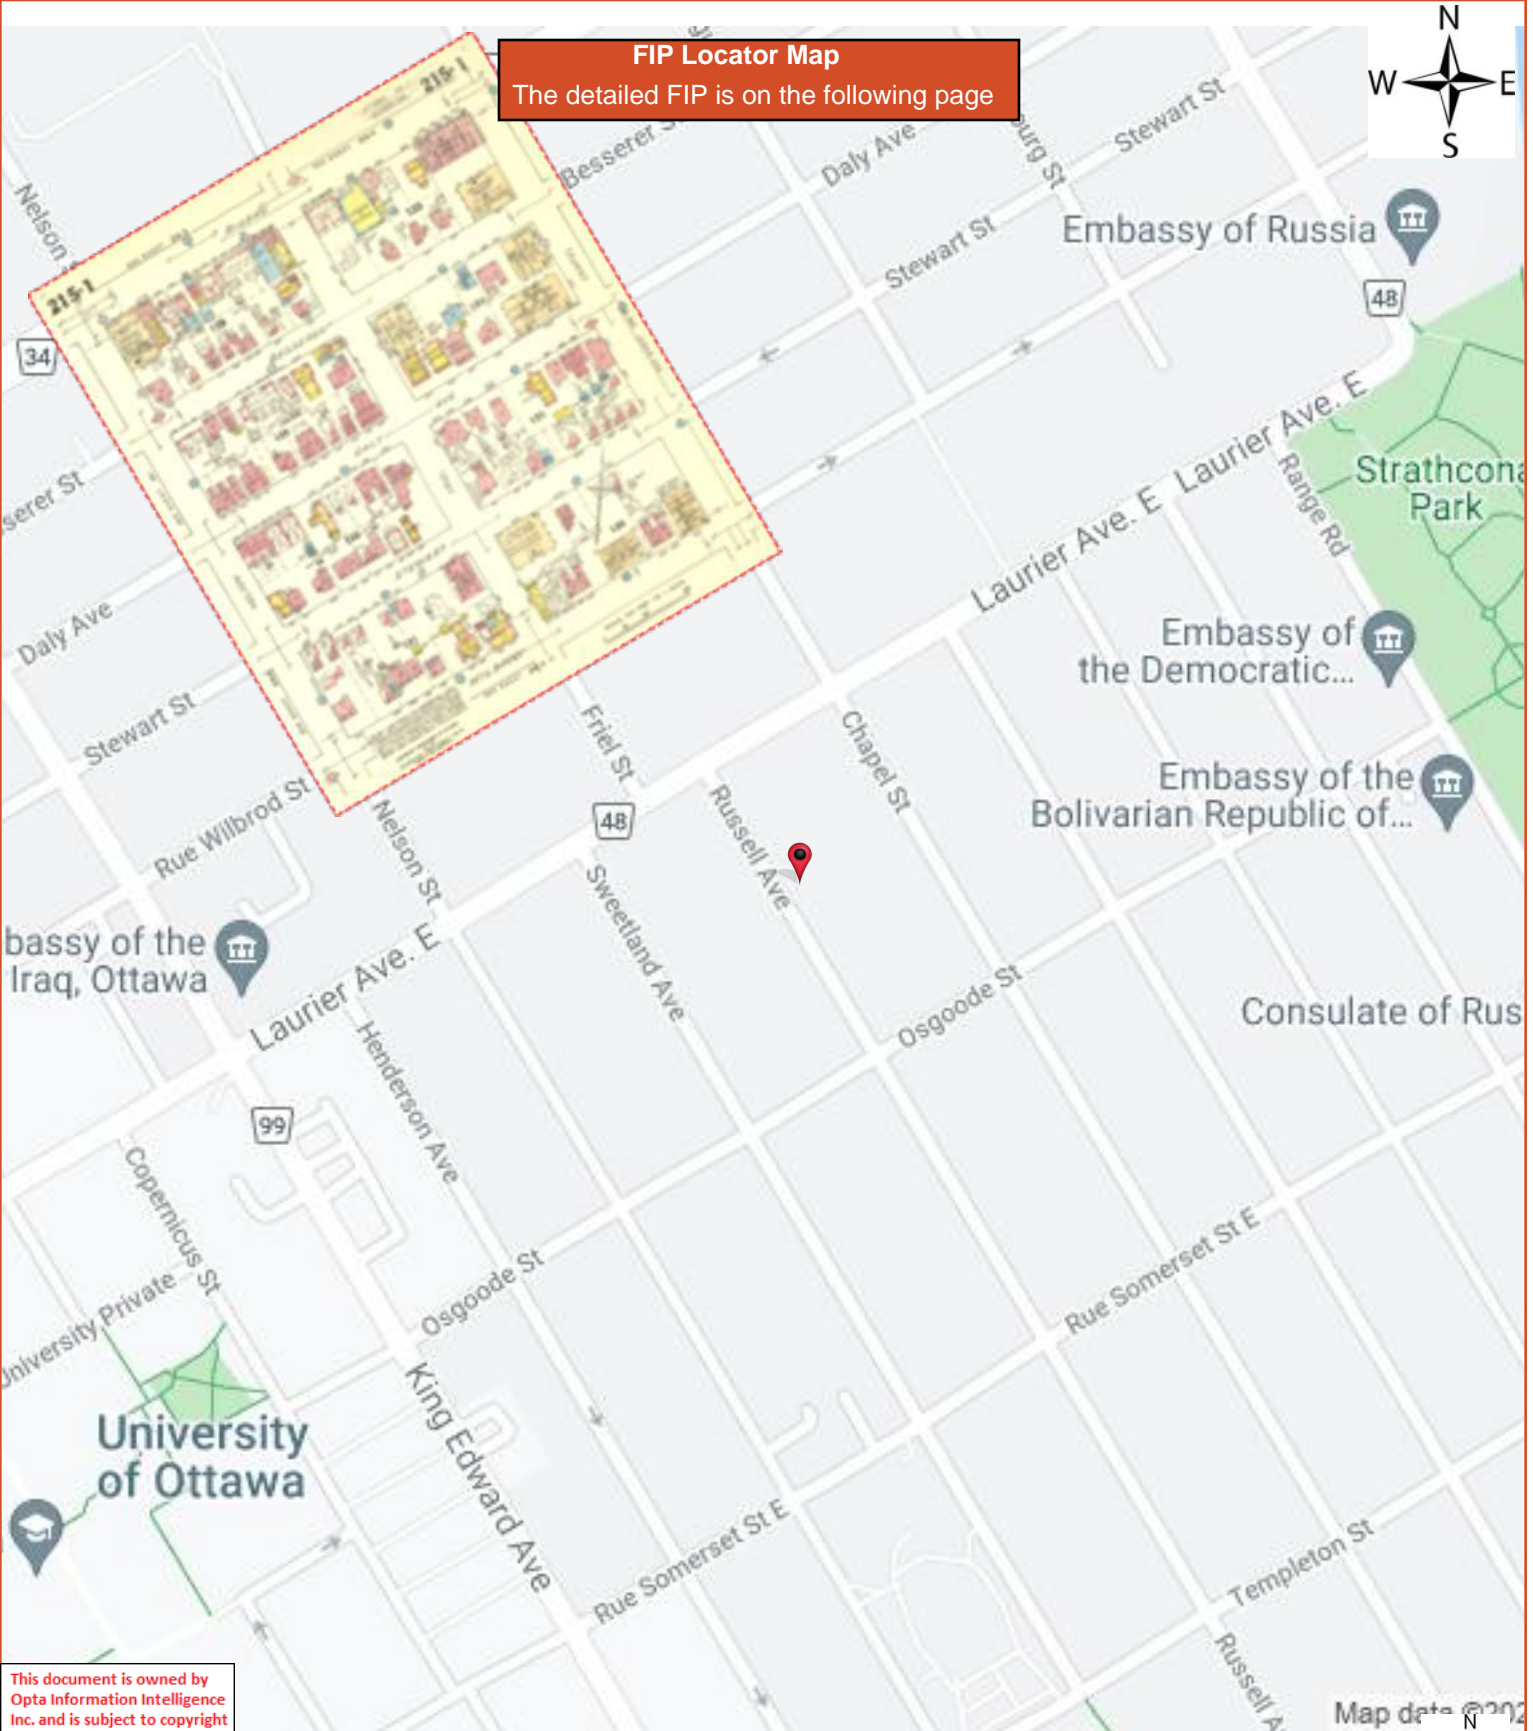 FIP Locator Map
The detailed FIP is on the following page
N
W
E
S
215-1
215-1
Nelson
Besserer
Daly Ave
Stewart St
Stewart St
Embassy of Russia
48
34
Laurier Ave. E
Laurier Ave. E
Range Rd
Strathcona
Park
serer St
Daly Ave
Stewart St
Rue Wilbrod St
Nelson St
Friel St
48
Russell Ave
Chapel St
Sweetland Ave
Embassy of
the Democratic...
Embassy of the
Bolivarian Republic of...
bassy of the
Iraq, Ottawa
Laurier Ave. E
Henderson Ave
Osgoode St
Consulate of Rus
99
Copernicus St
University Private
Osgoode St
Rue Somerset St E
King Edward Ave
University
of Ottawa
Rue Somerset St E
Templeton St
Russell A
This document is owned by
Opta Information Intelligence
Inc. and is subject to copyright
Map data ©202
N